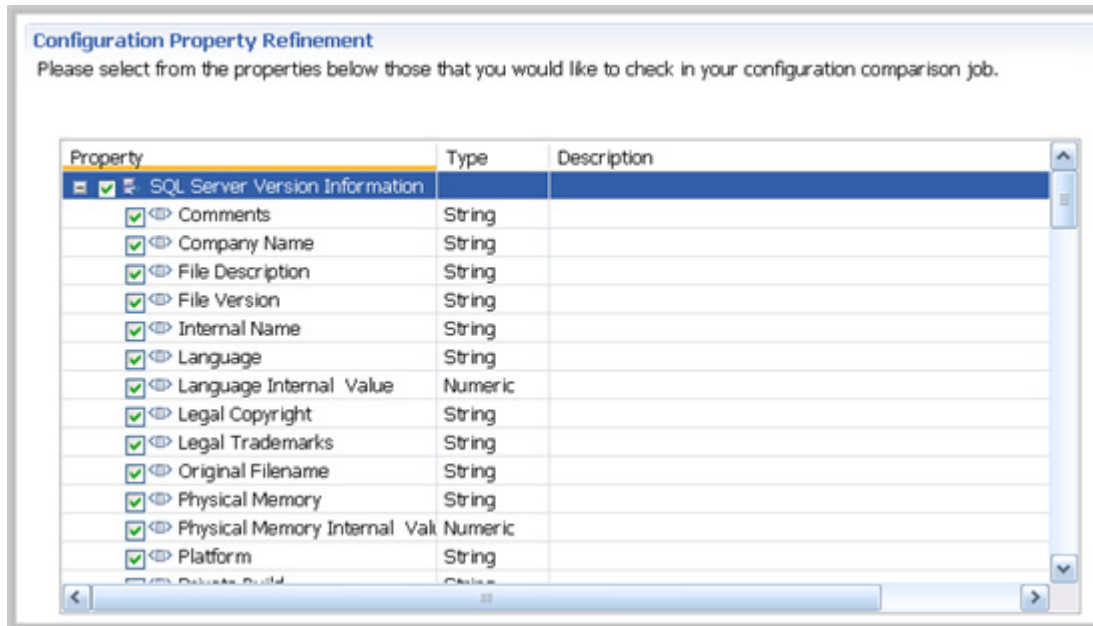 Configuration Property Refinement
Please select from the properties below those that you would like to check in your configuration comparison job.
Property Type Description
SQL Server Version Information
Comments String
Company Name String
File Description String
File Version String
Internal Name String
Language String
Language Internal Value Numeric
Legal Copyright String
Legal Trademarks String
Original Filename String
Physical Memory String
Physical Memory Internal Numeric
Platform String